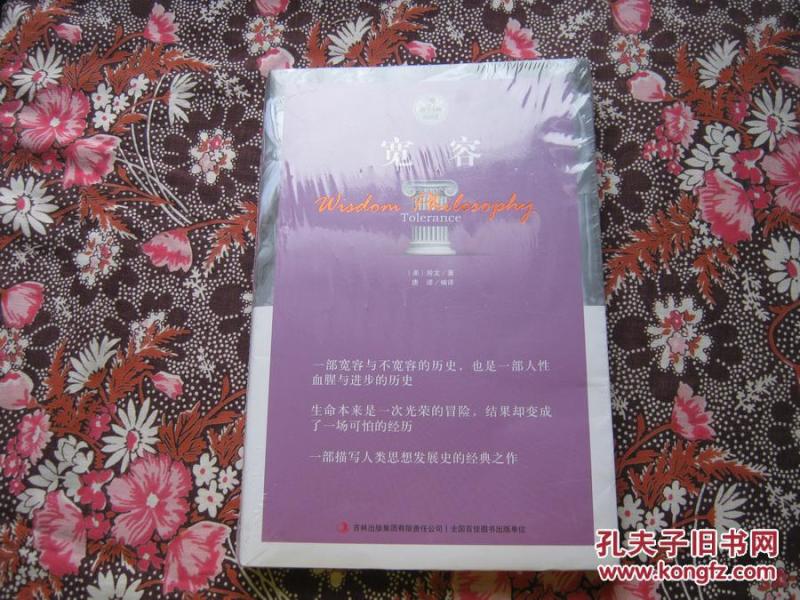 宽容
Wisdom Philosophy
Tolerance
（美）房龙／著
唐 译／编译
一部宽容与不宽容的历史，也是一部人性
血腥与进步的历史
生命本来是一次光荣的冒险，结果却变成
了一场可怕的经历
一部描写人类思想发展史的经典之作
吉林出版集团有限责任公司｜全国百佳图书出版单位
孔夫子旧书网
www.kongfz.com